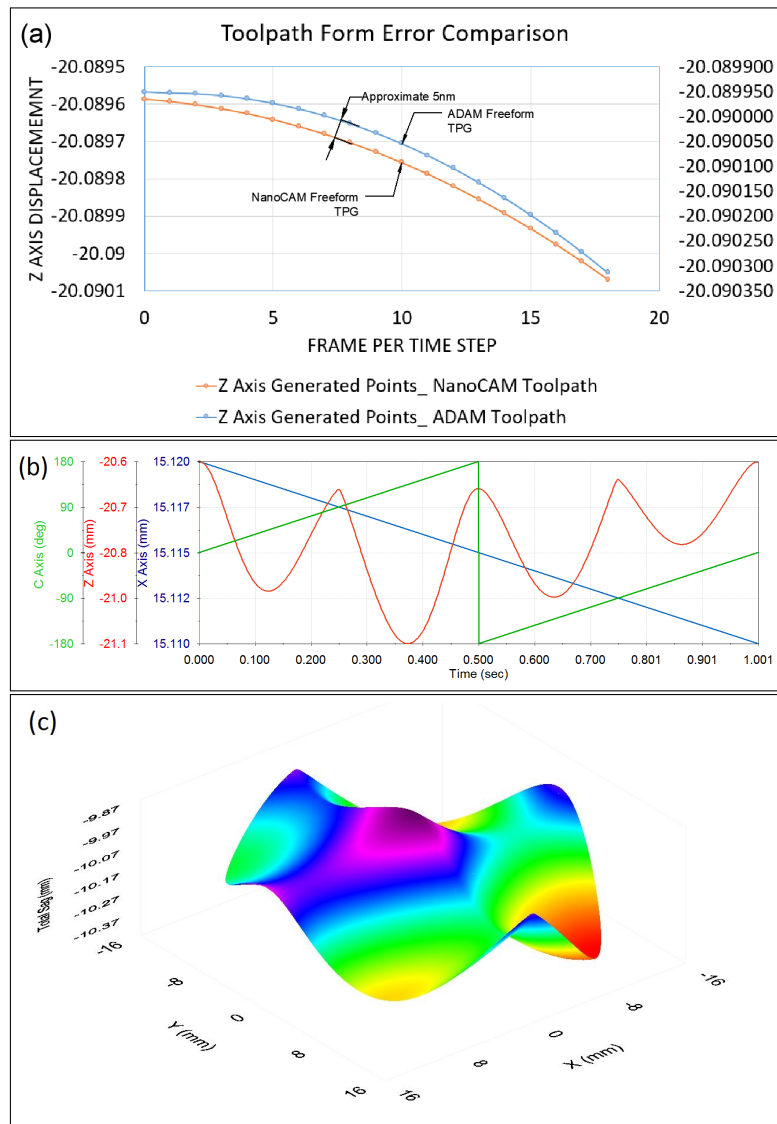 (a)
Toolpath Form Error Comparison
-20.0895
-20.0896
-20.0897
-20.0898
-20.0899
-20.09
-20.0901
Z AXIS DISPLACEMEMNT
-20.089900
-20.089950
-20.090000
-20.090050
-20.090100
-20.090150
-20.090200
-20.090250
-20.090300
-20.090350
Approximate 5nm
ADAM Freeform
TPG
NanoCAM Freeform
TPG
0 5 10 15 20
FRAME PER TIME STEP
Z Axis Generated Points_ NanoCAM Toolpath
Z Axis Generated Points_ ADAM Toolpath
(b)
C Axis (deg)
180
90
0
-90
-180
Z Axis (mm)
-20.6
-20.7
-20.8
-21.0
-21.1
X Axis (mm)
15.120
15.117
15.115
15.112
15.110
0.000 0.100 0.200 0.300 0.400 0.500 0.600 0.700 0.801 0.901 1.001
Time (sec)
(c)
Total Sag (mm)
-9.87
-9.97
-10.07
-10.17
-10.27
-10.37
-16
-8
0
8
16
Y (mm)
16
8
0
-8
-16
X (mm)